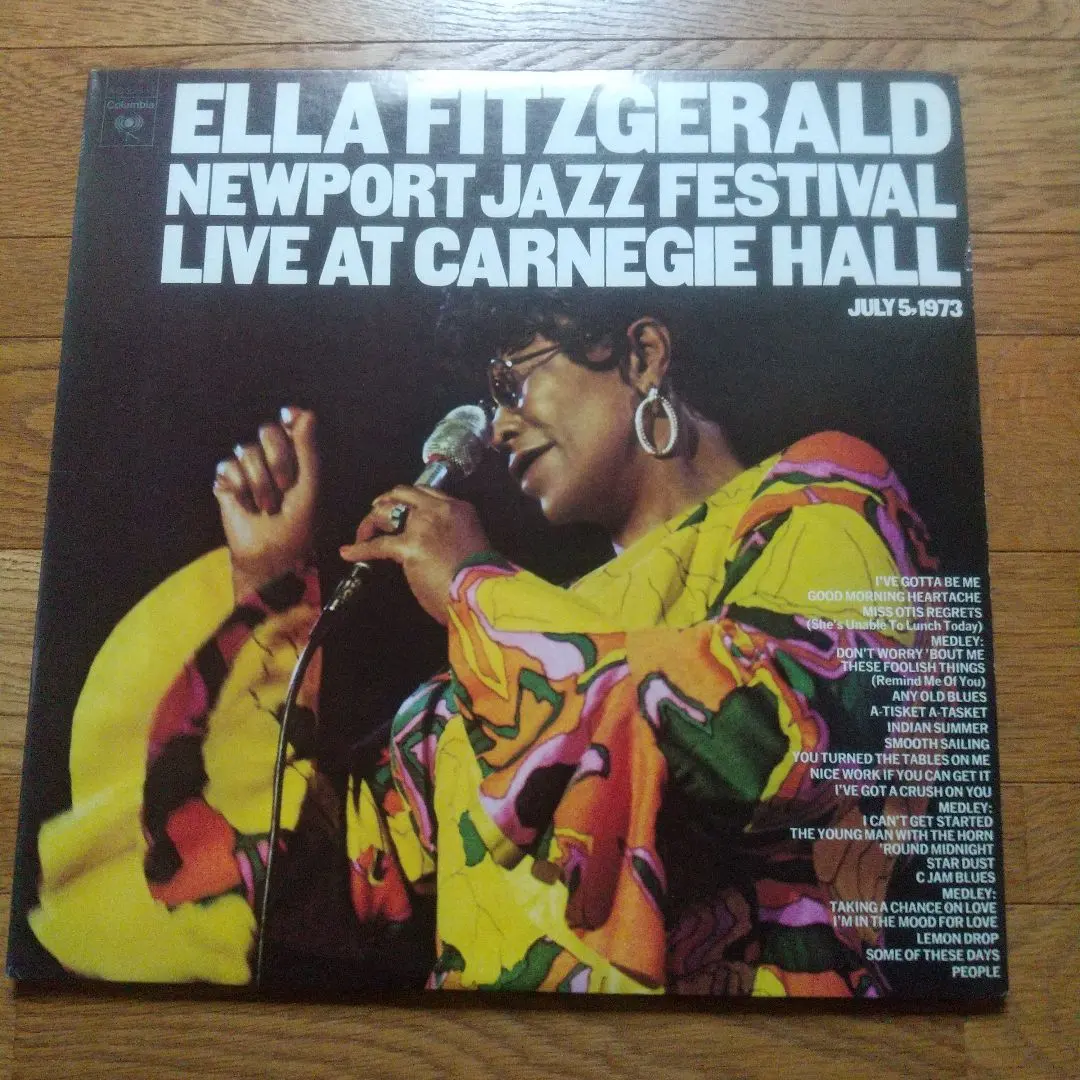 Columbia
ELLA FITZGERALD
NEWPORT JAZZ FESTIVAL
LIVE AT CARNEGIE HALL
JULY 5, 1973
I'VE GOTTA BE ME
GOOD MORNING HEARTACHE
MISS OTIS REGRETS
(She's Unable To Lunch Today)
MEDLEY:
DON'T WORRY 'BOUT ME
THESE FOOLISH THINGS
(Remind Me Of You)
ANY OLD BLUES
A-TISKET A-TASKET
INDIAN SUMMER
SMOOTH SAILING
YOU TURNED THE TABLES ON ME
NICE WORK IF YOU CAN GET IT
I'VE GOT A CRUSH ON YOU
MEDLEY:
I CAN'T GET STARTED
THE YOUNG MAN WITH THE HORN
'ROUND MIDNIGHT
STAR DUST
C JAM BLUES
MEDLEY:
TAKING A CHANCE ON LOVE
I'M IN THE MOOD FOR LOVE
LEMON DROP
SOME OF THESE DAYS
PEOPLE